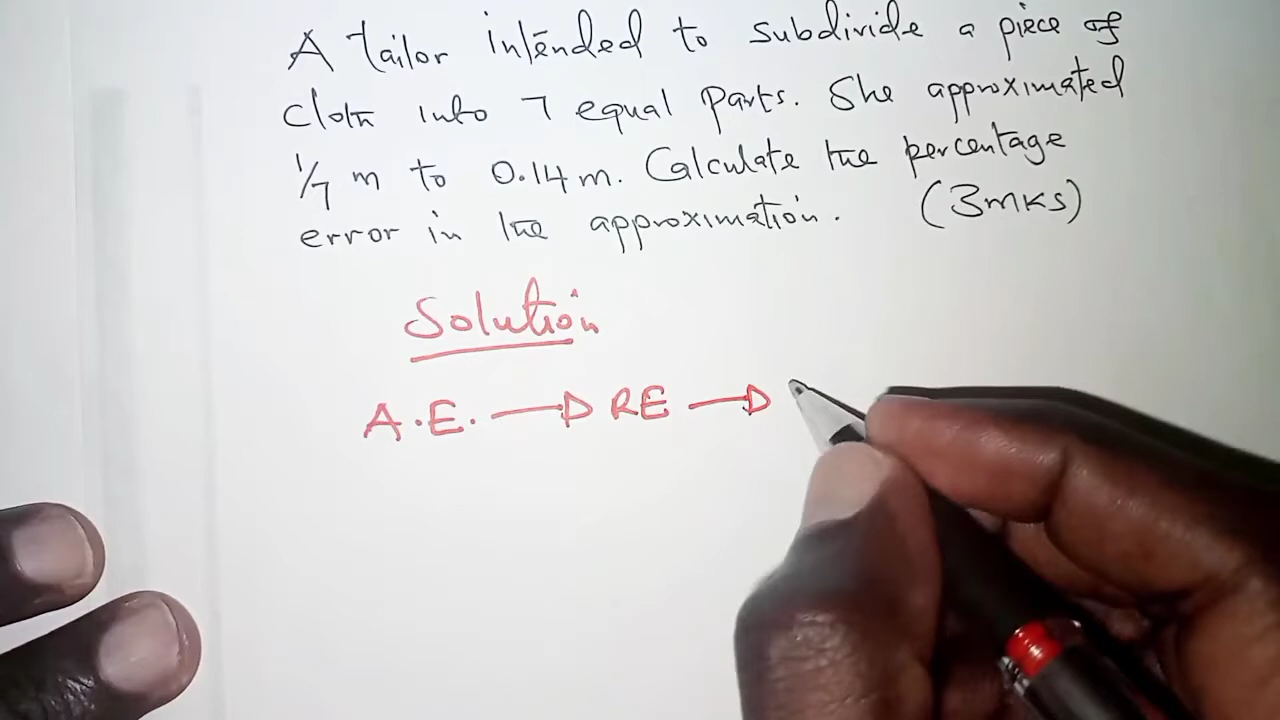 A tailor intended to subdivide a piece of
cloth into 7 equal parts. She approximated
1/7 m to 0.14 m. Calculate the percentage
error in the approximation. (3mks)
Solution
A.E. → RE →